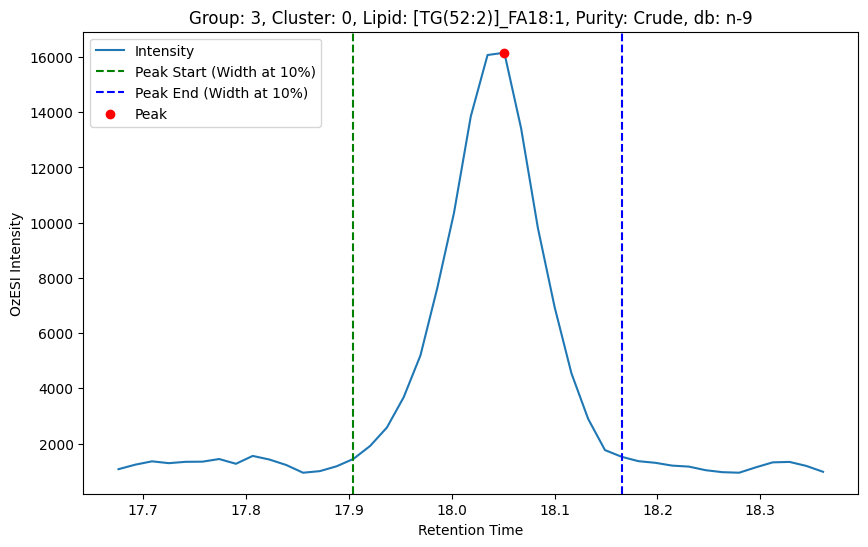 Group: 3, Cluster: 0, Lipid: [TG(52:2)]_FA18:1, Purity: Crude, db: n-9
Intensity
Peak Start (Width at 10%)
Peak End (Width at 10%)
Peak
16000
14000
12000
10000
8000
6000
4000
2000
OzESI Intensity
17.7
17.8
17.9
18.0
18.1
18.2
18.3
Retention Time